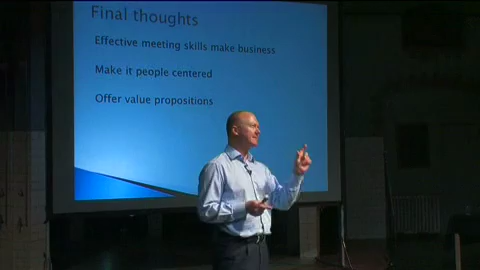 Final thoughts
Effective meeting skills make business
Make it people centered
Offer value propositions